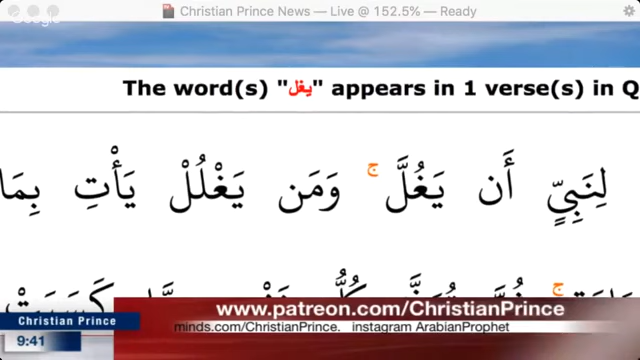 Christian Prince News — Live @ 152.5% — Ready
The word(s) "يغل" appears in 1 verse(s) in Q
لِنَبِيٍّ أَن يَغُلَّ ۚ وَمَن يَغْلُلْ يَأْتِ بِمَا
www.patreon.com/ChristianPrince
Christian Prince
minds.com/ChristianPrince. instagram ArabianProphet
9:41